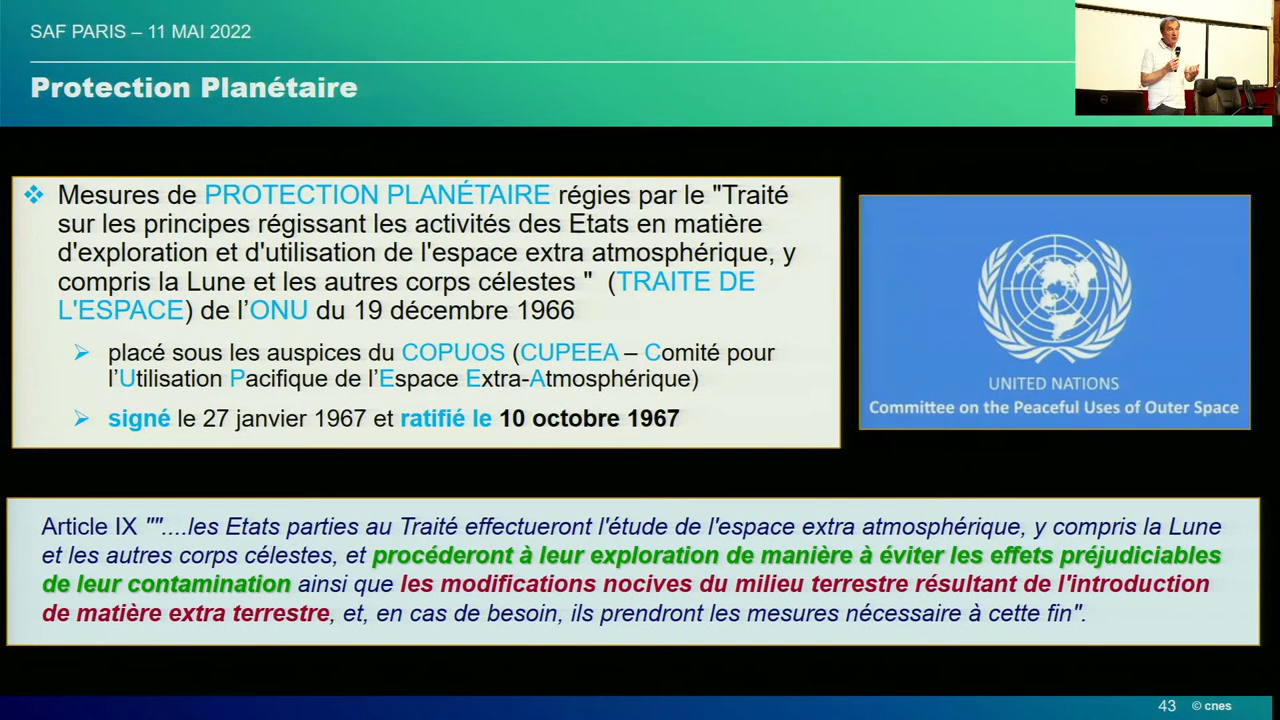 SAF PARIS – 11 MAI 2022
Protection Planétaire
Mesures de PROTECTION PLANÉTAIRE régies par le "Traité
sur les principes régissant les activités des Etats en matière
d'exploration et d'utilisation de l'espace extra atmosphérique, y
compris la Lune et les autres corps célestes " (TRAITE DE
L'ESPACE) de l’ONU du 19 décembre 1966
placé sous les auspices du COPUOS (CUPEEA – Comité pour
l’Utilisation Pacifique de l’Espace Extra-Atmosphérique)
signé le 27 janvier 1967 et ratifié le 10 octobre 1967
UNITED NATIONS
Committee on the Peaceful Uses of Outer Space
Article IX ""....les Etats parties au Traité effectueront l'étude de l'espace extra atmosphérique, y compris la Lune
et les autres corps célestes, et procéderont à leur exploration de manière à éviter les effets préjudiciables
de leur contamination ainsi que les modifications nocives du milieu terrestre résultant de l'introduction
de matière extra terrestre, et, en cas de besoin, ils prendront les mesures nécessaire à cette fin".
43 © cnes